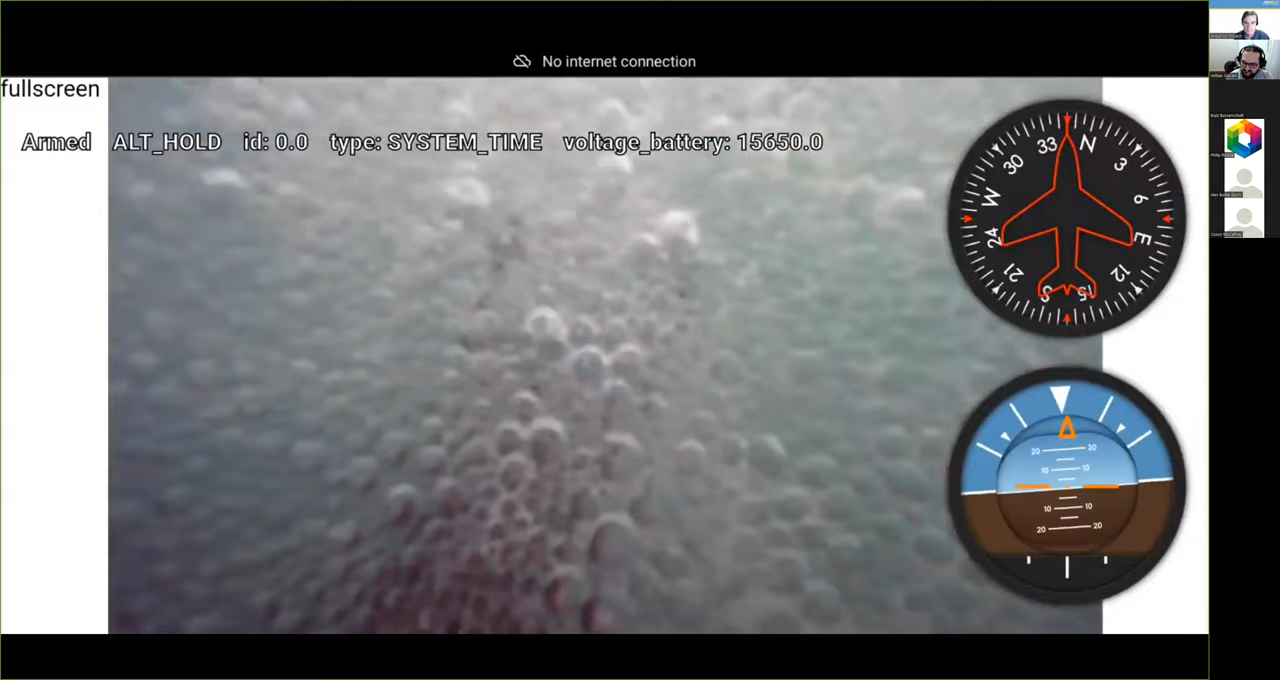 No internet connection
fullscreen
Armed ALT_HOLD id: 0.0 type: SYSTEM_TIME voltage_battery: 15650.0
33 N 3 6 E 12 15 21 24 W 30
20 20
10 10
10 10
20 20